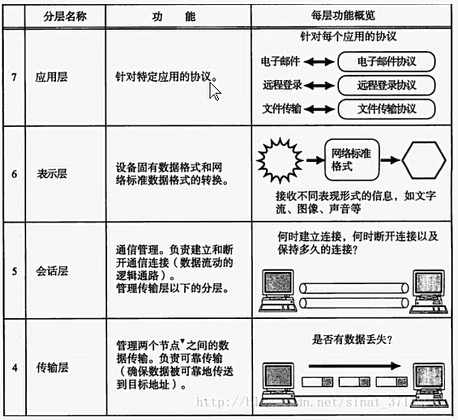 分层名称 功 能 每层功能概览
7 应用层
针对特定应用的协议。
针对每个应用的协议
电子邮件 电子邮件协议
远程登录 远程登录协议
文件传输 文件传输协议
6 表示层
设备固有数据格式和网
络标准数据格式的转换。
网络标准
格式
接收不同表现形式的信息，如文字
流、图像、声音等
5 会话层
通信管理。负责建立和断
开通信连接（数据流动的
逻辑通路）。
管理传输层以下的分层。
何时建立连接，何时断开连接以及
保持多久的连接？
4 传输层
管理两个节点▼之间的数
据传输。负责可靠传输
（确保数据被可靠地传送
到目标地址）。
是否有数据丢失？